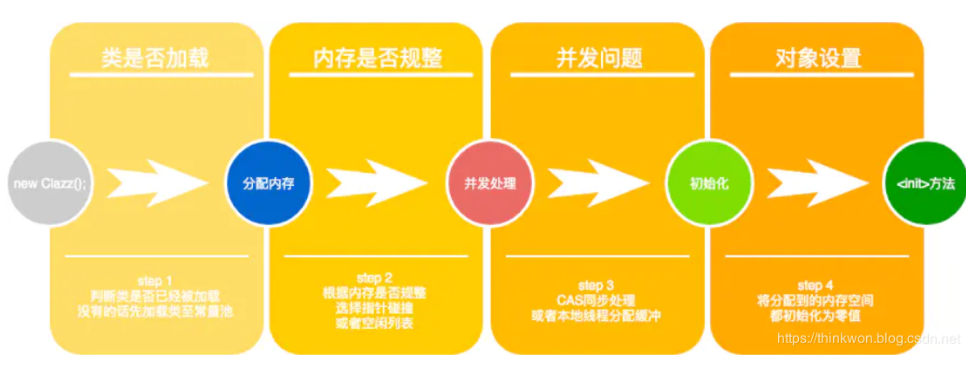 类是否加载
内存是否规整
并发问题
对象设置
new Clazz();
分配内存
并发处理
初始化
<init>方法
step 1
判断类是否已经被加载
没有的话先加载类至常量池
step 2
根据内存是否规整
选择指针碰撞
或者空闲列表
step 3
CAS同步处理
或者本地线程分配缓冲
step 4
将分配到的内存空间
都初始化为零值
https://thinkwon.blog.csdn.net